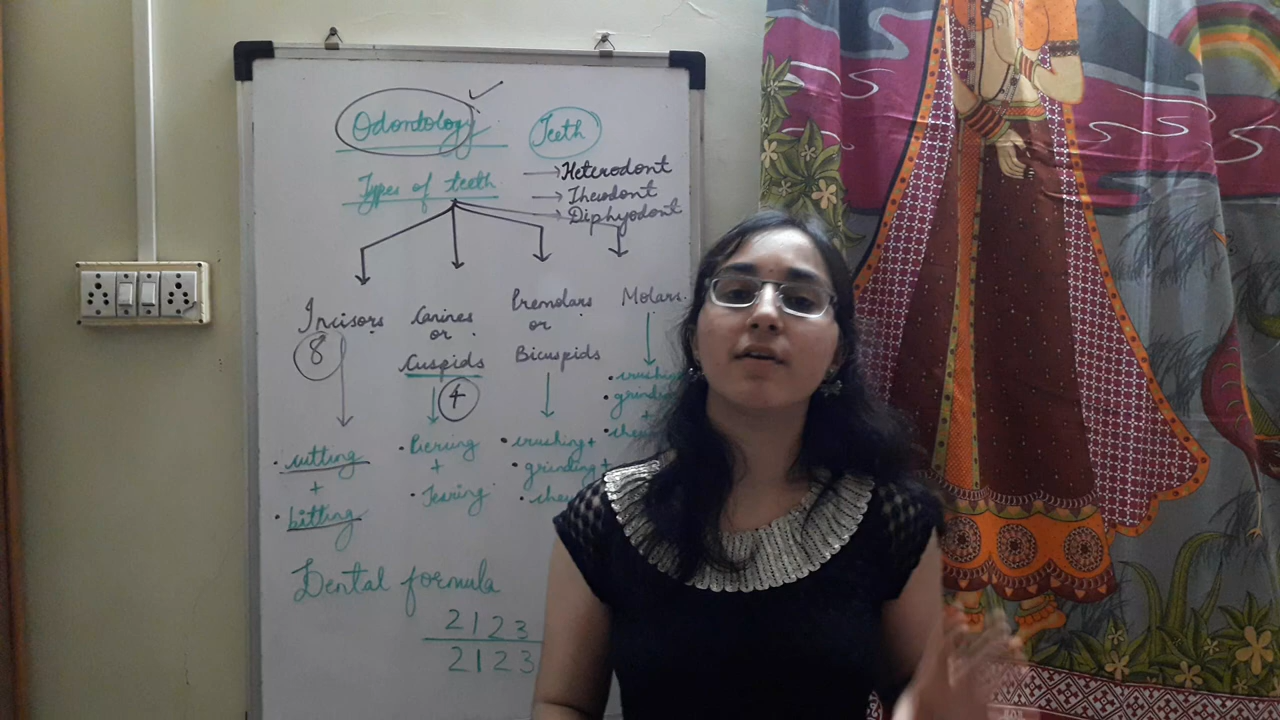 Odontology
Teeth
Types of teeth
Heterodont
Thecodont
Diphyodont
Incisors
8
cutting
+
bitting
Canines
or
Cuspids
4
Piercing
+
Tearing
Premolars
or
Bicuspids
crushing +
grinding +
Molars
Dental formula
2123
2123